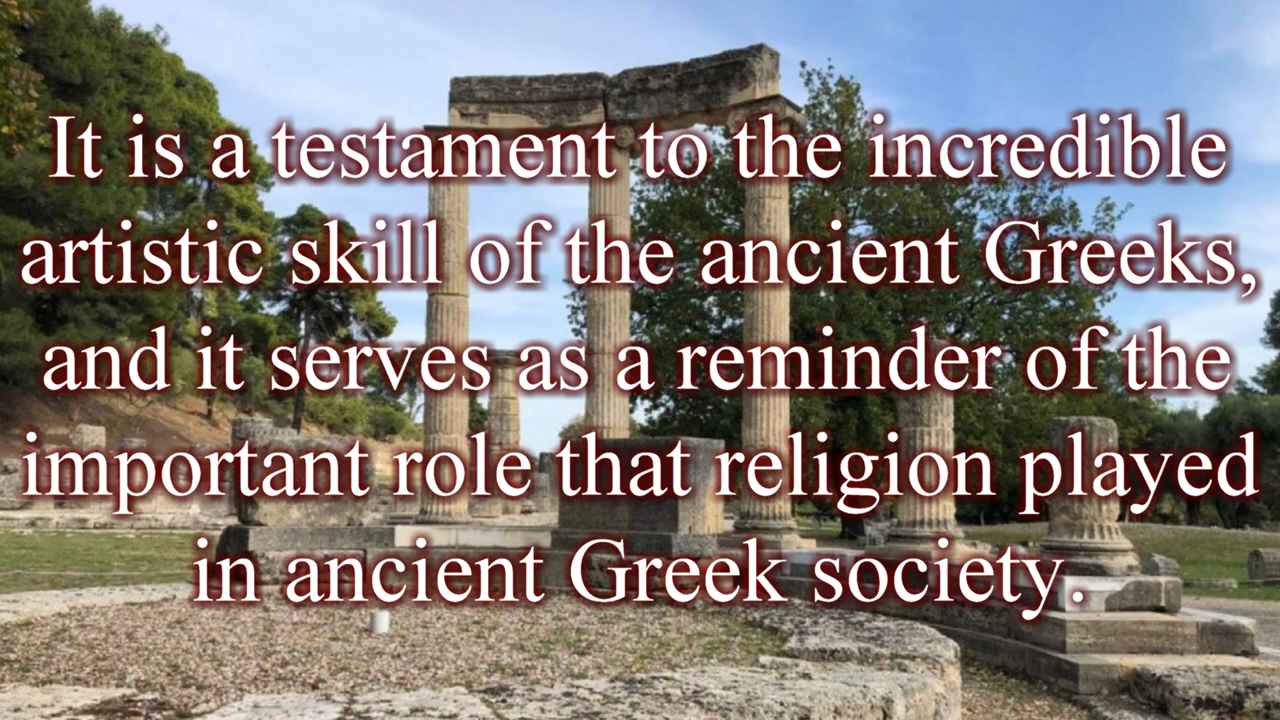 It is a testament to the incredible
artistic skill of the ancient Greeks,
and it serves as a reminder of the
important role that religion played
in ancient Greek society.